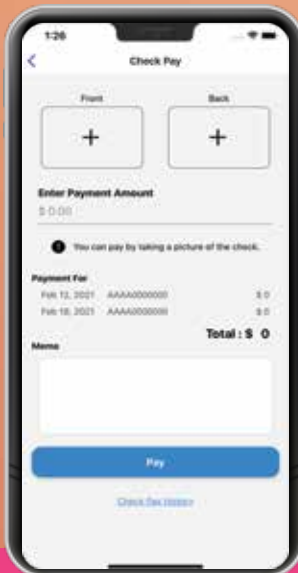 1:26
Check Pay
Front Back
+ +
Enter Payment Amount
$ 0.00
! You can pay by taking a picture of the check.
Payment For
Feb 12, 2021 AAAA0000000 $ 0
Feb 18, 2021 AAAA0000000 $ 0
Total : $ 0
Memo
Pay
Check Pay History